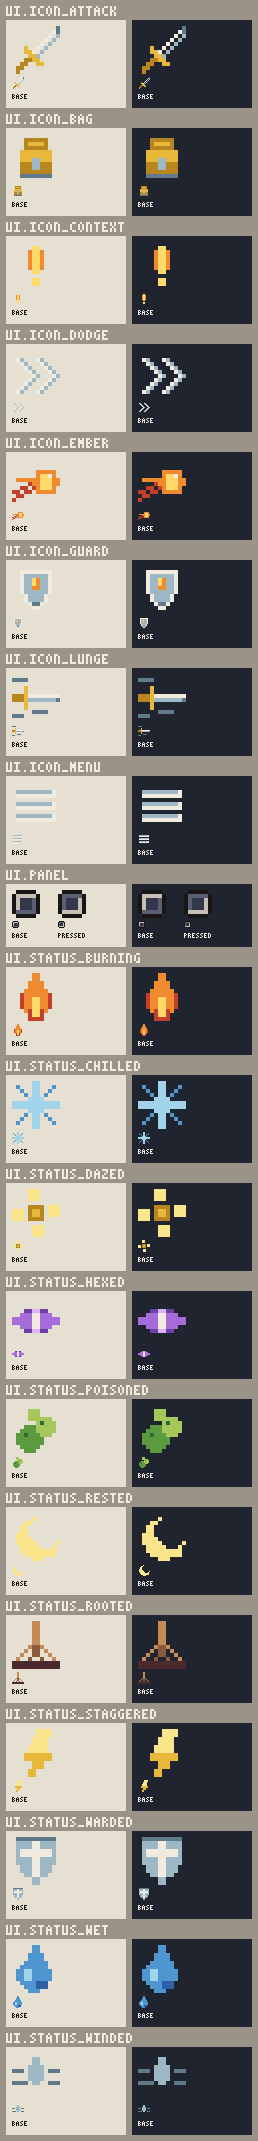 UI.ICON_ATTACK
BASE BASE
UI.ICON_BAG
BASE BASE
UI.ICON_CONTEXT
BASE BASE
UI.ICON_DODGE
BASE BASE
UI.ICON_EMBER
BASE BASE
UI.ICON_GUARD
BASE BASE
UI.ICON_LUNGE
BASE BASE
UI.ICON_MENU
BASE BASE
UI.PANEL
BASE PRESSED BASE PRESSED
UI.STATUS_BURNING
BASE BASE
UI.STATUS_CHILLED
BASE BASE
UI.STATUS_DAZED
BASE BASE
UI.STATUS_HEXED
BASE BASE
UI.STATUS_POISONED
BASE BASE
UI.STATUS_RESTED
BASE BASE
UI.STATUS_ROOTED
BASE BASE
UI.STATUS_STAGGERED
BASE BASE
UI.STATUS_WARDED
BASE BASE
UI.STATUS_WET
BASE BASE
UI.STATUS_WINDED
BASE BASE